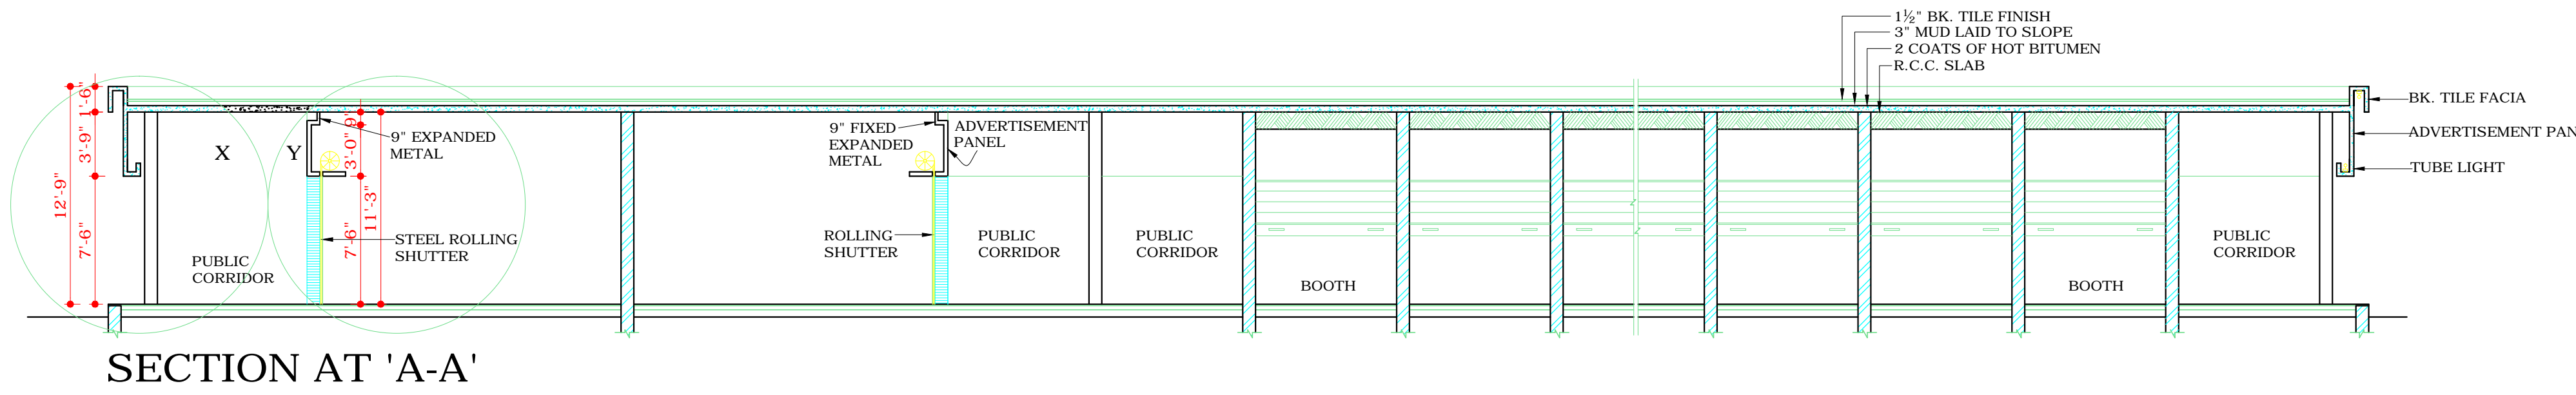 1½" BK. TILE FINISH
3" MUD LAID TO SLOPE
2 COATS OF HOT BITUMEN
R.C.C. SLAB
BK. TILE FACIA
ADVERTISEMENT PAN
TUBE LIGHT
12'-9"
1'-6"
3'-9"
7'-6"
X
Y
9"
3'-0"
7'-6"
11'-3"
9" EXPANDED
METAL
STEEL ROLLING
SHUTTER
PUBLIC
CORRIDOR
9" FIXED
EXPANDED
METAL
ADVERTISEMENT
PANEL
ROLLING
SHUTTER
PUBLIC
CORRIDOR
PUBLIC
CORRIDOR
BOOTH
BOOTH
PUBLIC
CORRIDOR
SECTION AT 'A-A'